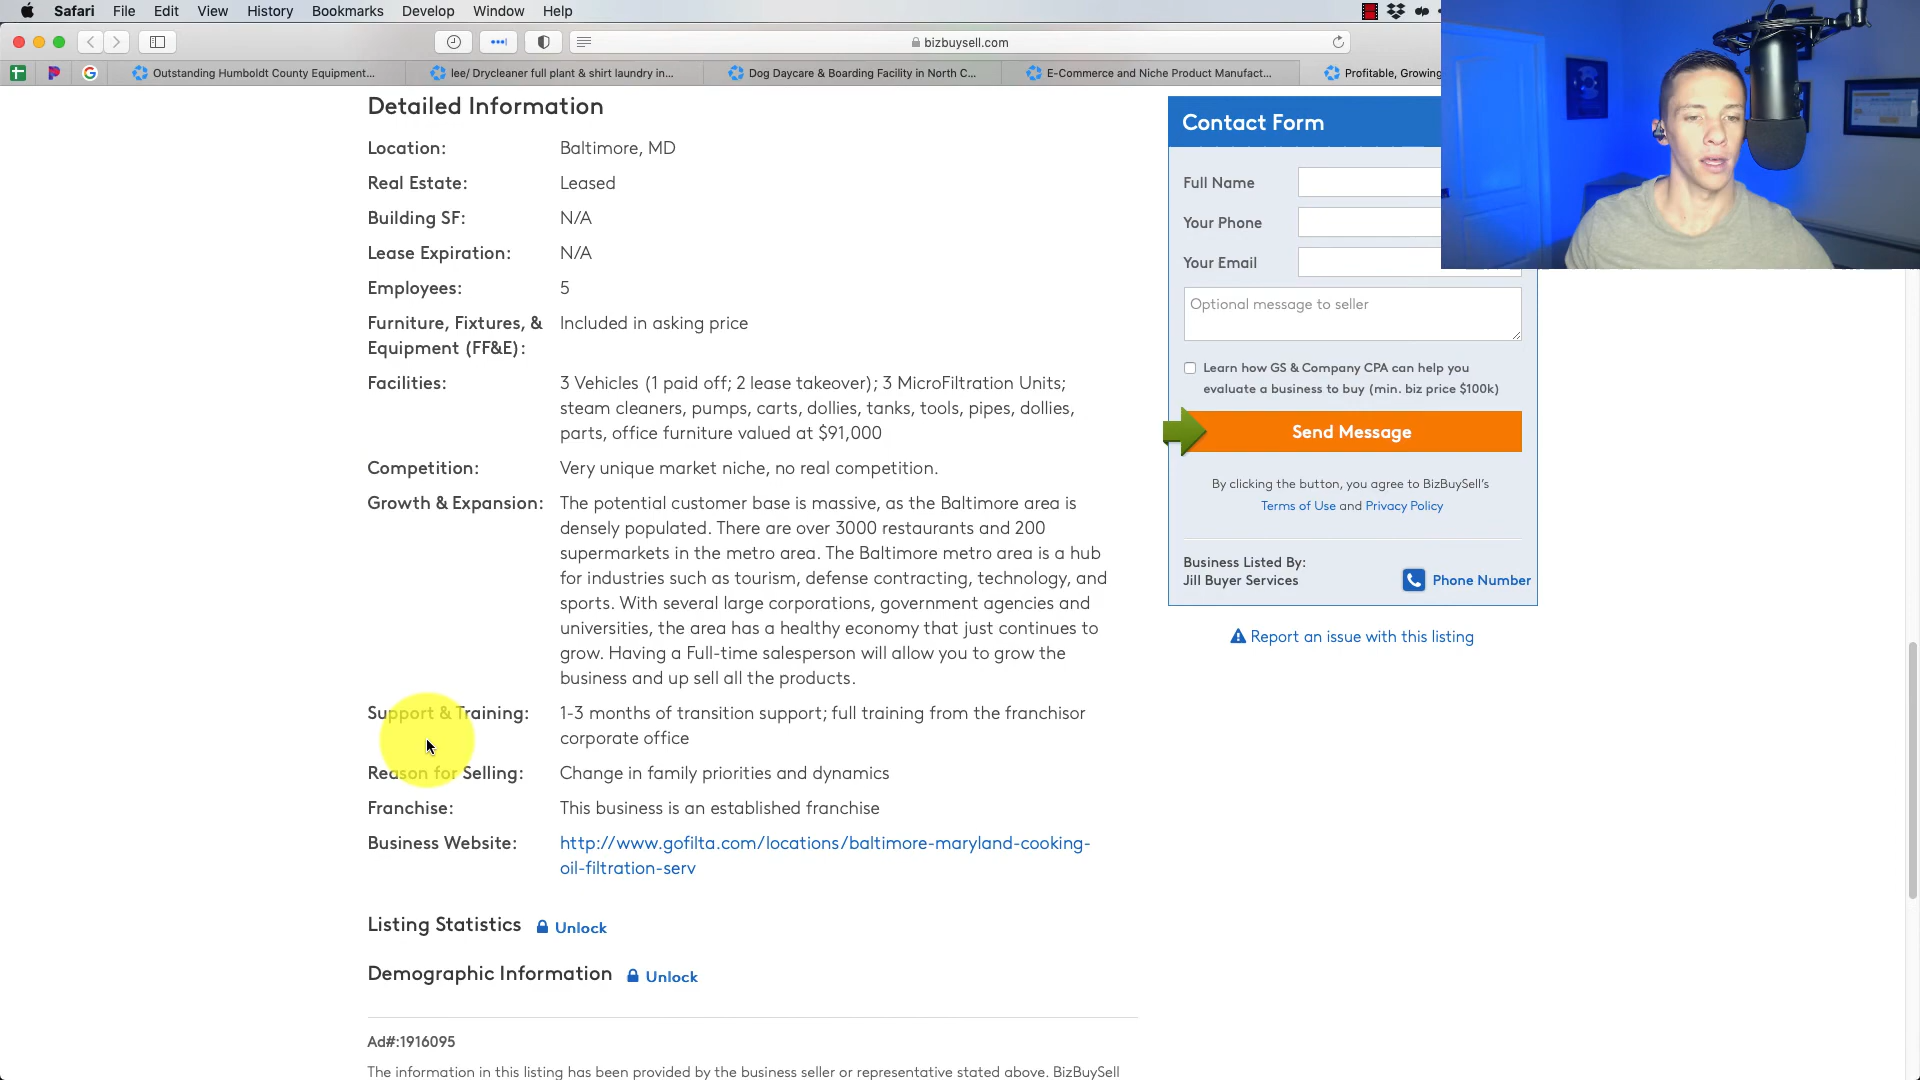 Safari File Edit View History Bookmarks Develop Window Help
bizbuysell.com
Outstanding Humboldt County Equipment...
lee/ Drycleaner full plant & shirt laundry in...
Dog Daycare & Boarding Facility in North C...
E-Commerce and Niche Product Manufact...
Profitable, Growing
Detailed Information
Location: Baltimore, MD
Real Estate: Leased
Building SF: N/A
Lease Expiration: N/A
Employees: 5
Furniture, Fixtures, & Included in asking price
Equipment (FF&E):
Facilities: 3 Vehicles (1 paid off; 2 lease takeover); 3 MicroFiltration Units;
steam cleaners, pumps, carts, dollies, tanks, tools, pipes, dollies,
parts, office furniture valued at $91,000
Competition: Very unique market niche, no real competition.
Growth & Expansion: The potential customer base is massive, as the Baltimore area is
densely populated. There are over 3000 restaurants and 200
supermarkets in the metro area. The Baltimore metro area is a hub
for industries such as tourism, defense contracting, technology, and
sports. With several large corporations, government agencies and
universities, the area has a healthy economy that just continues to
grow. Having a Full-time salesperson will allow you to grow the
business and up sell all the products.
Support & Training: 1-3 months of transition support; full training from the franchisor
corporate office
Reason for Selling: Change in family priorities and dynamics
Franchise: This business is an established franchise
Business Website: http://www.gofilta.com/locations/baltimore-maryland-cooking-
oil-filtration-serv
Listing Statistics Unlock
Demographic Information Unlock
Ad#:1916095
The information in this listing has been provided by the business seller or representative stated above. BizBuySell
Contact Form
Full Name
Your Phone
Your Email
Optional message to seller
Learn how GS & Company CPA can help you
evaluate a business to buy (min. biz price $100k)
Send Message
By clicking the button, you agree to BizBuySell's
Terms of Use and Privacy Policy
Business Listed By:
Jill Buyer Services
Phone Number
Report an issue with this listing